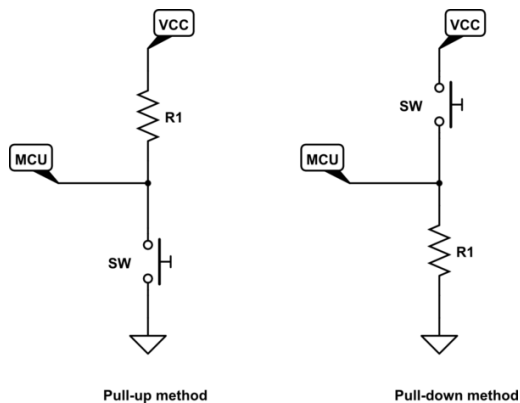 VCC
R1
MCU
SW
Pull-up method
VCC
SW
MCU
R1
Pull-down method